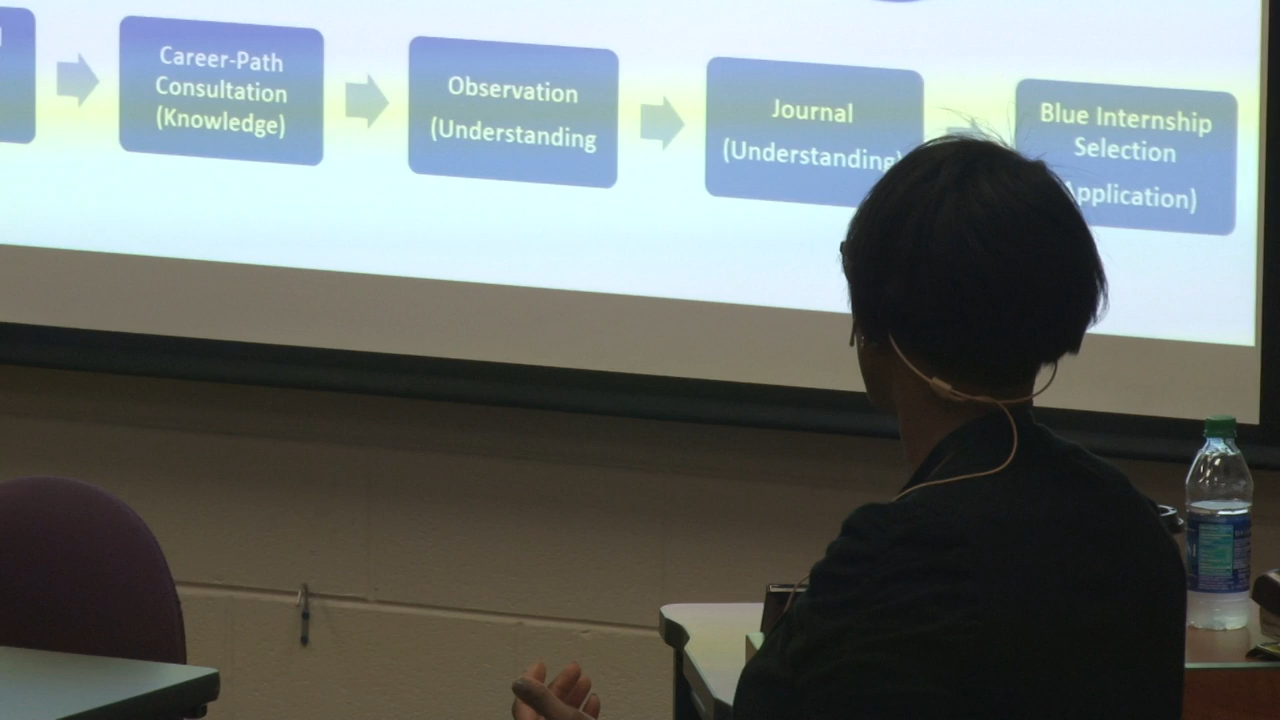 Career-Path
Consultation
(Knowledge)
Observation
(Understanding
Journal
(Understanding)
Blue Internship
Selection
Application)